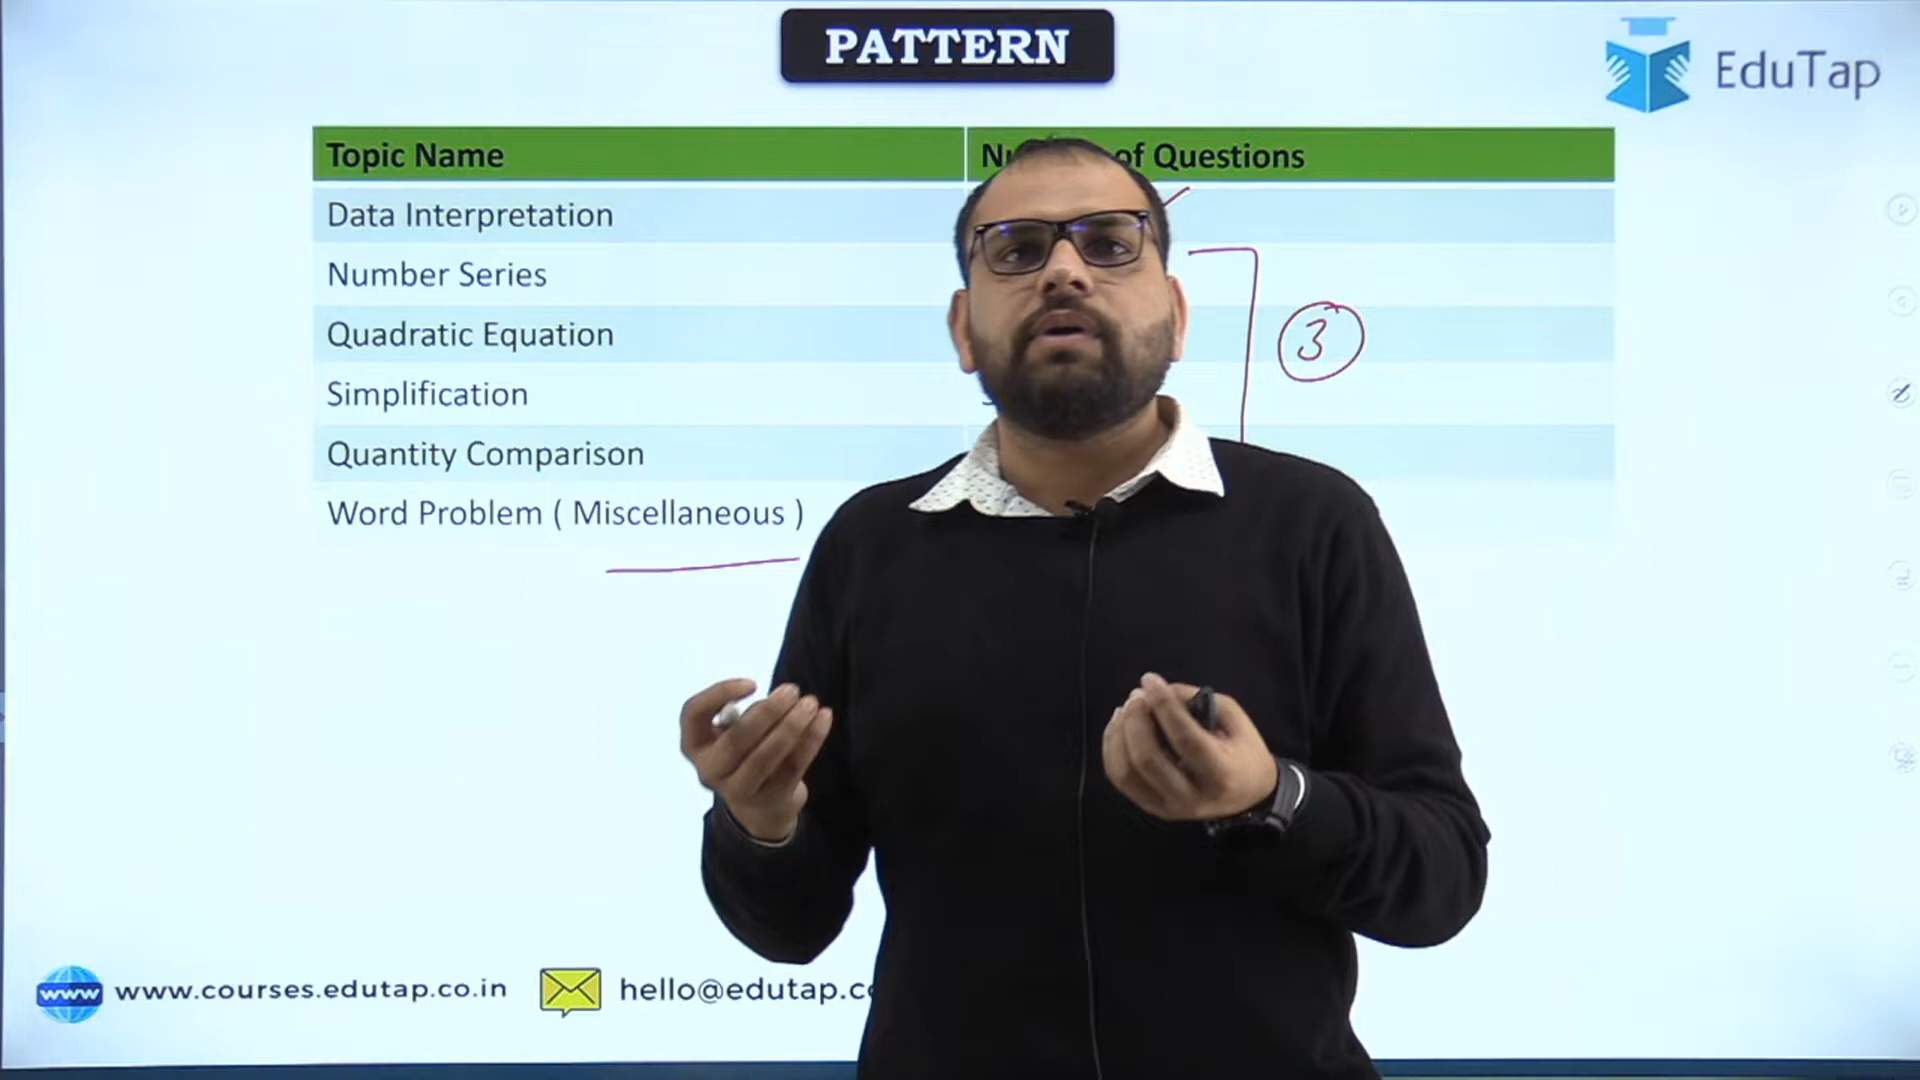 PATTERN
EduTap
Topic Name
of Questions
Data Interpretation
Number Series
Quadratic Equation
3
Simplification
Quantity Comparison
Word Problem ( Miscellaneous )
www
www.courses.edutap.co.in
hello@edutap.c